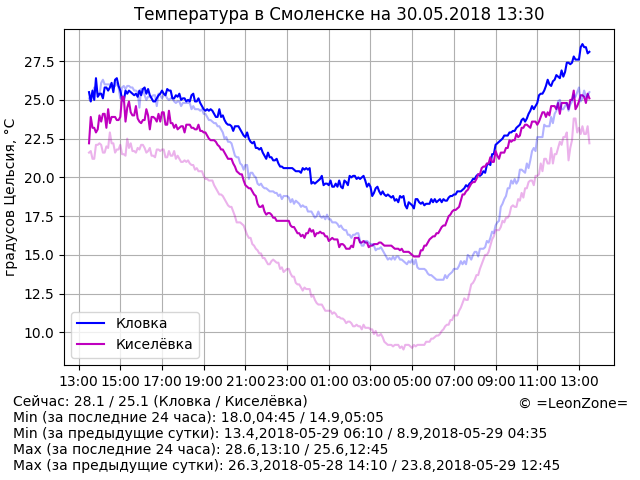 Температура в Смоленске на 30.05.2018 13:30
градусов Цельсия, °C
27.5
25.0
22.5
20.0
17.5
15.0
12.5
10.0
Кловка
Киселёвка
13:00 15:00 17:00 19:00 21:00 23:00 01:00 03:00 05:00 07:00 09:00 11:00 13:00
Сейчас: 28.1 / 25.1 (Кловка / Киселёвка)
© =LeonZone=
Min (за последние 24 часа): 18.0,04:45 / 14.9,05:05
Min (за предыдущие сутки): 13.4,2018-05-29 06:10 / 8.9,2018-05-29 04:35
Max (за последние 24 часа): 28.6,13:10 / 25.6,12:45
Max (за предыдущие сутки): 26.3,2018-05-28 14:10 / 23.8,2018-05-29 12:45